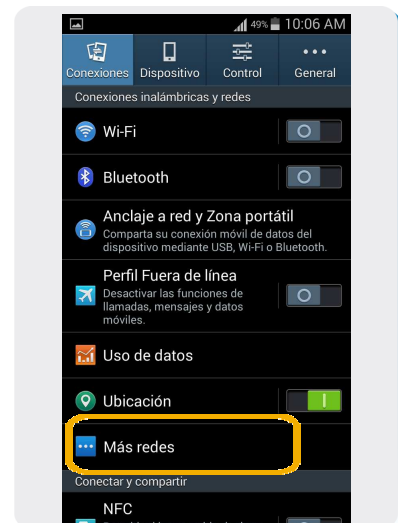 49% 10:06 AM
Conexiones Dispositivo Control General
Conexiones inalámbricas y redes
Wi-Fi
Bluetooth
Anclaje a red y Zona portátil
Comparta su conexión móvil de datos del
dispositivo mediante USB, Wi-Fi o Bluetooth.
Perfil Fuera de línea
Desactivar las funciones de
llamadas, mensajes y datos
móviles.
Uso de datos
Ubicación
Más redes
Conectar y compartir
NFC